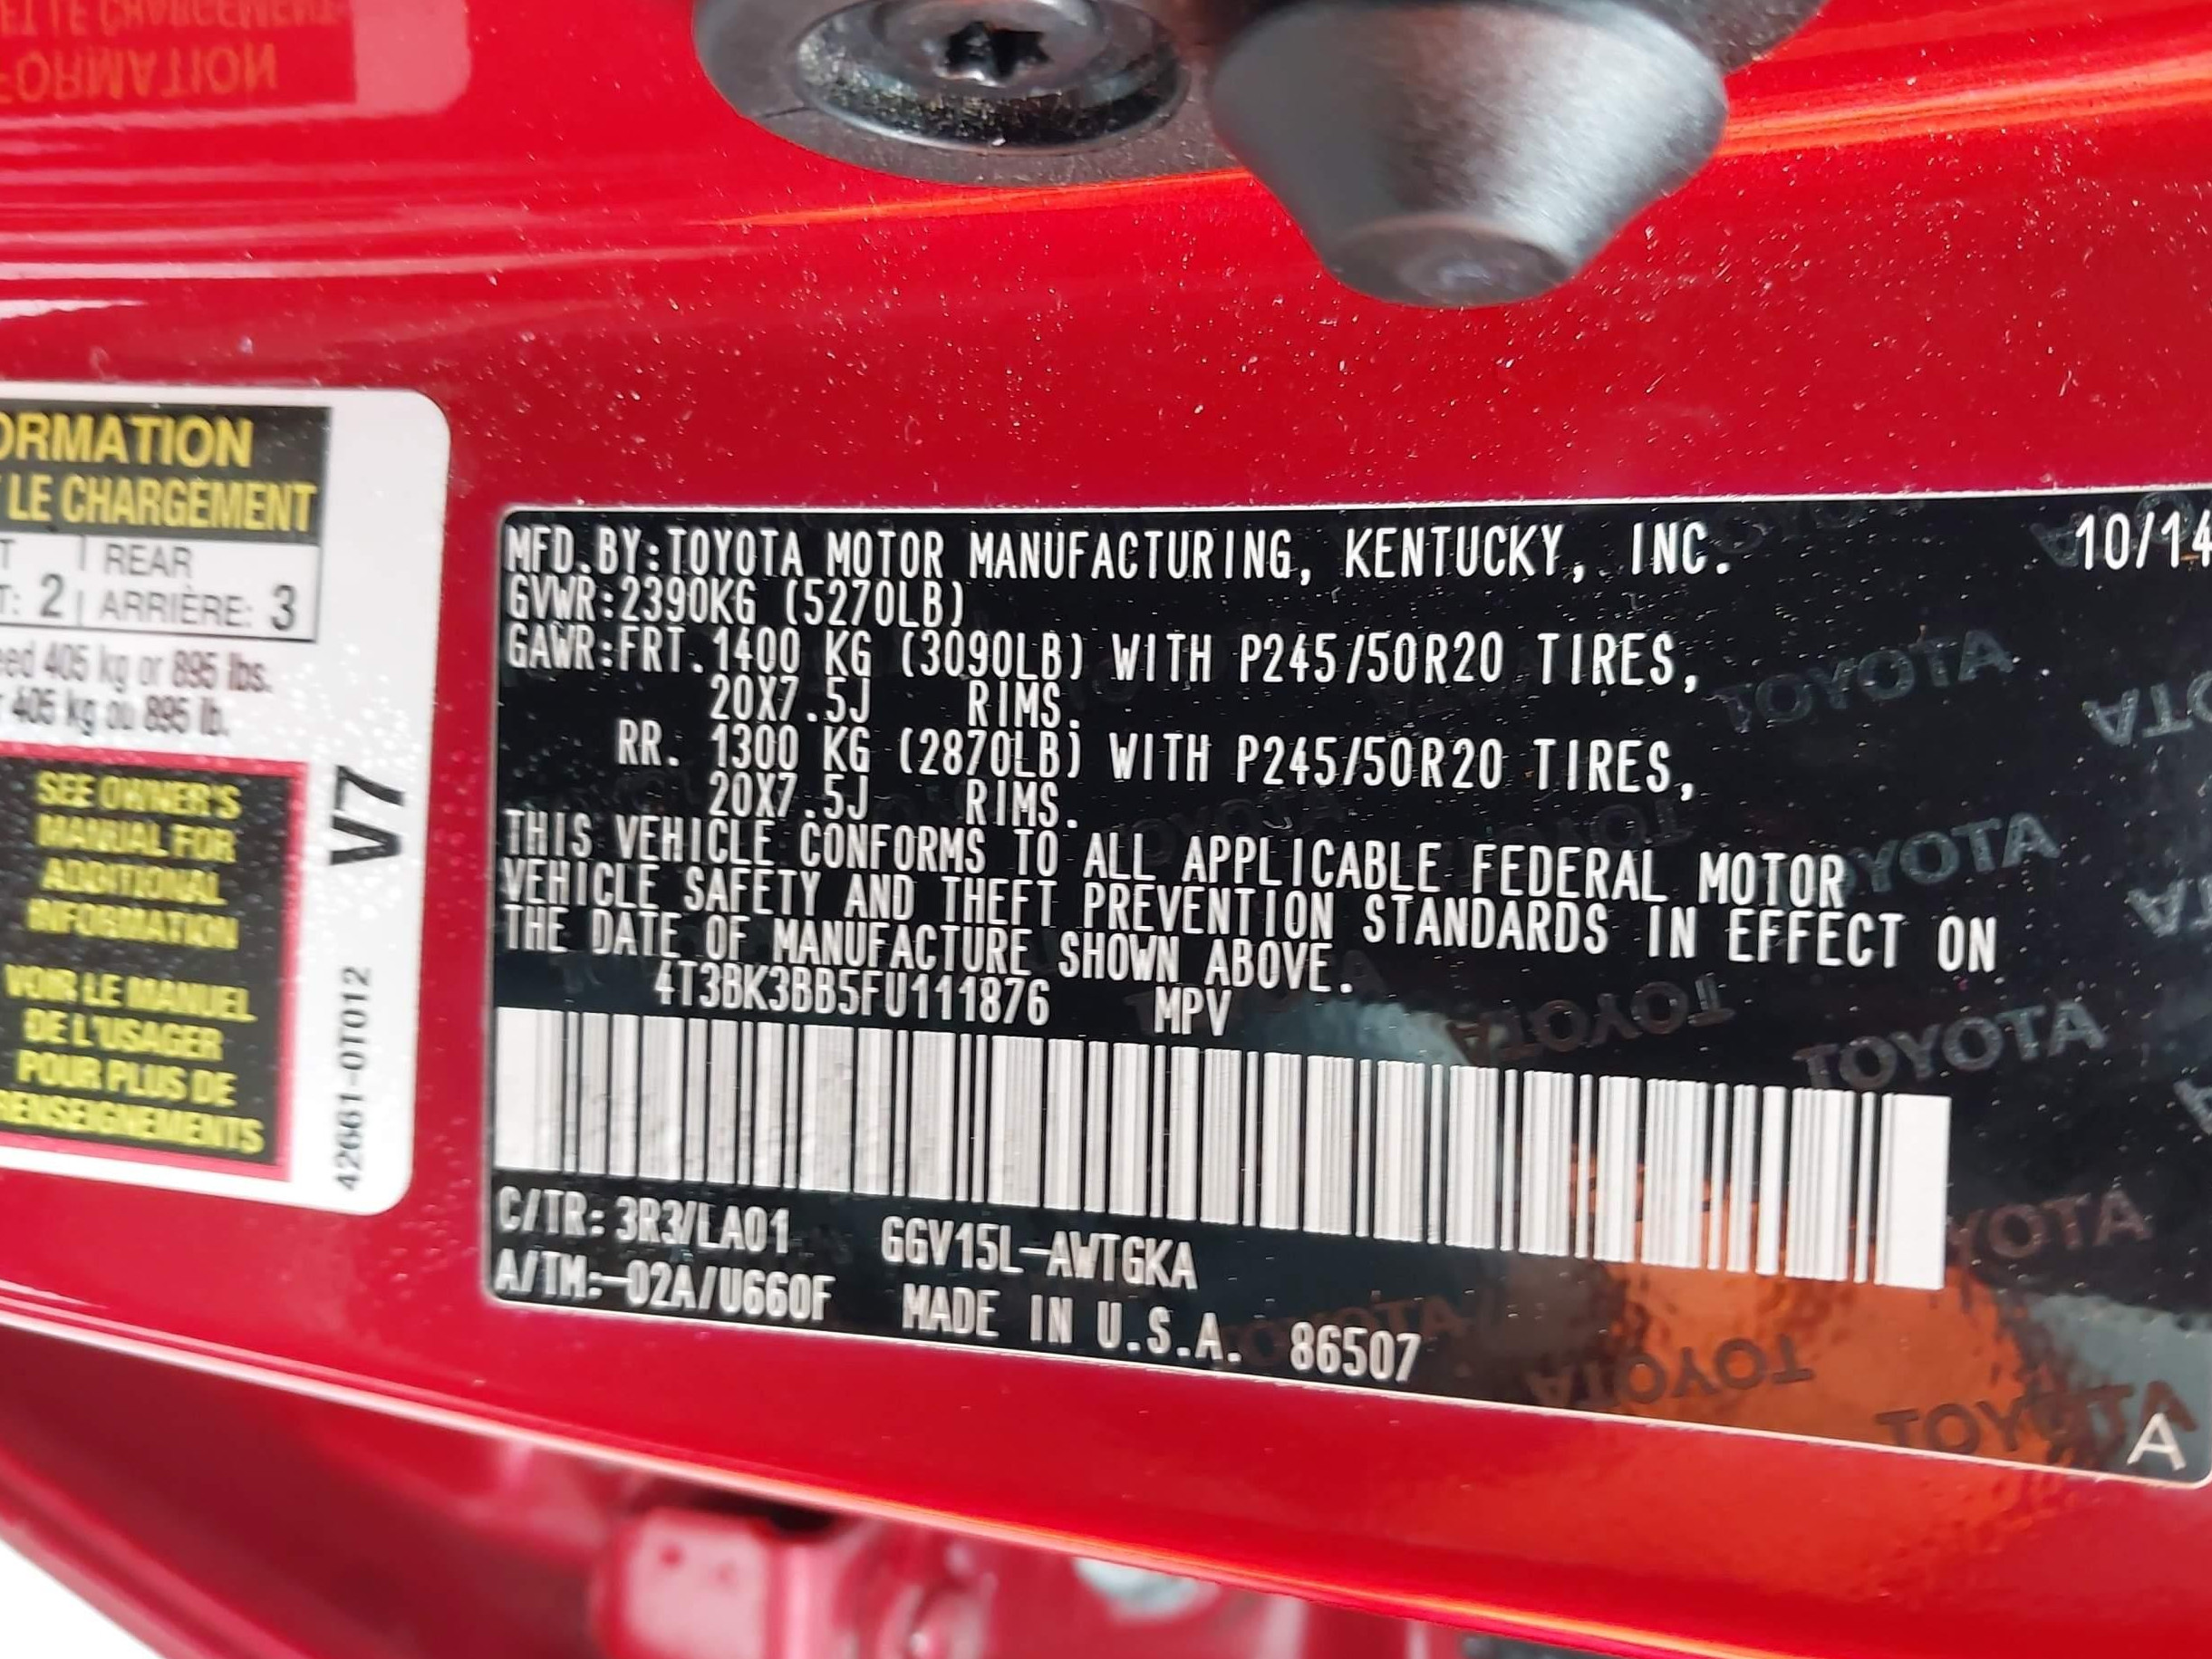 ORMATION
LE CHARGEMENT
REAR
: 2 ARRIÈRE: 3
405 kg or 895 lbs.
405 kg ou 895 lb.
SEE OWNER'S
MANUAL FOR
ADDITIONAL
INFORMATION
VOIR LE MANUEL
DE L'USAGER
POUR PLUS DE
RENSEIGNEMENTS
V7
42661-0T012
MFD.BY:TOYOTA MOTOR MANUFACTURING, KENTUCKY, INC. 10/14
GVWR:2390KG (5270LB)
GAWR:FRT.1400 KG (3090LB) WITH P245/50R20 TIRES,
20X7.5J RIMS.
RR. 1300 KG (2870LB) WITH P245/50R20 TIRES,
20X7.5J RIMS.
THIS VEHICLE CONFORMS TO ALL APPLICABLE FEDERAL MOTOR
VEHICLE SAFETY AND THEFT PREVENTION STANDARDS IN EFFECT ON
THE DATE OF MANUFACTURE SHOWN ABOVE.
4T3BK3BB5FU111876 MPV
C/TR: 3R3/LA01 GGV15L-AWTGKA
A/TM:-02A/U660F MADE IN U.S.A. 86507
A